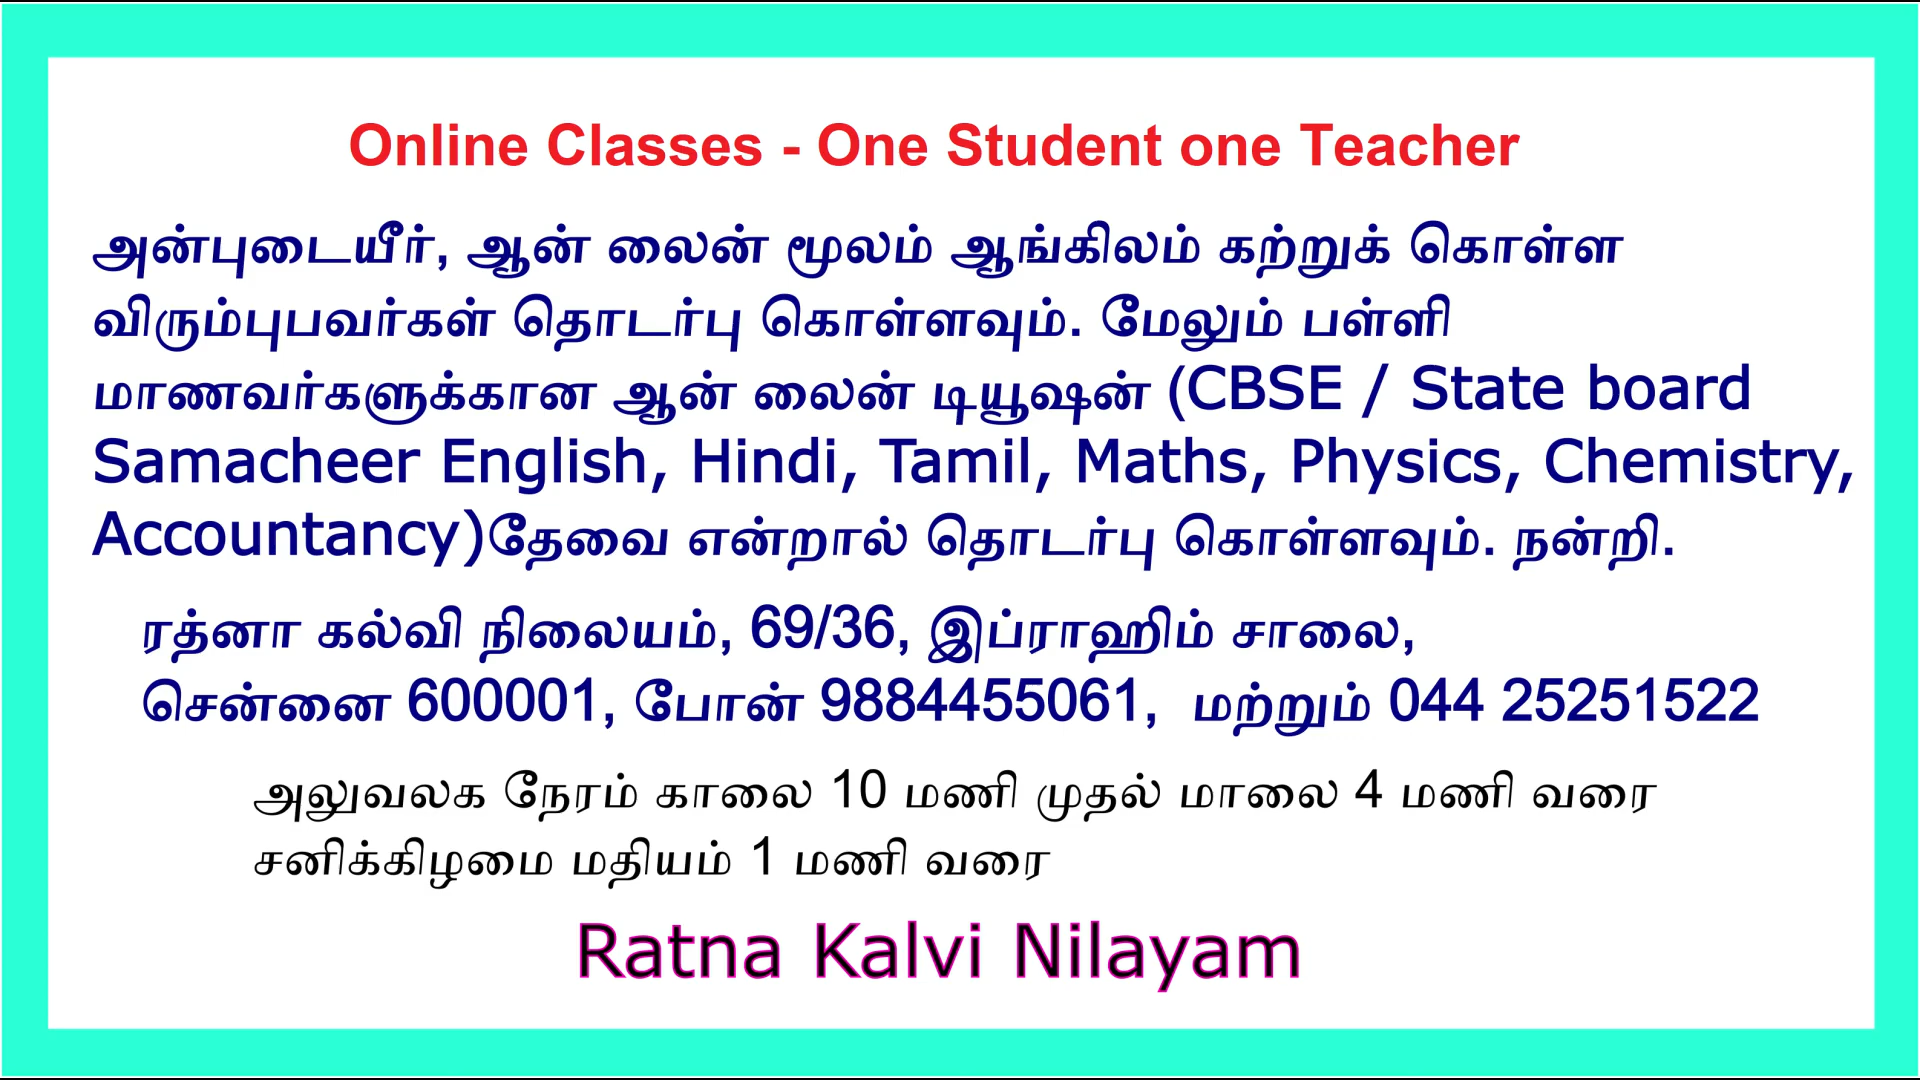 Online Classes - One Student one Teacher
அன்புடையீர், ஆன் லைன் மூலம் ஆங்கிலம் கற்றுக் கொள்ள
விரும்புபவர்கள் தொடர்பு கொள்ளவும். மேலும் பள்ளி
மாணவர்களுக்கான ஆன் லைன் டியூஷன் (CBSE / State board
Samacheer English, Hindi, Tamil, Maths, Physics, Chemistry,
Accountancy)தேவை என்றால் தொடர்பு கொள்ளவும். நன்றி.
ரத்னா கல்வி நிலையம், 69/36, இப்ராஹிம் சாலை,
சென்னை 600001, போன் 9884455061, மற்றும் 044 25251522
அலுவலக நேரம் காலை 10 மணி முதல் மாலை 4 மணி வரை
சனிக்கிழமை மதியம் 1 மணி வரை
Ratna Kalvi Nilayam